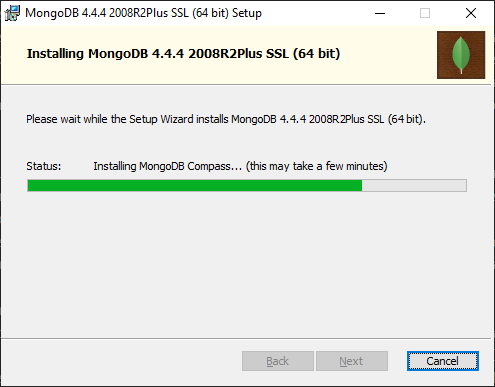 MongoDB 4.4.4 2008R2Plus SSL (64 bit) Setup
Installing MongoDB 4.4.4 2008R2Plus SSL (64 bit)
Please wait while the Setup Wizard installs MongoDB 4.4.4 2008R2Plus SSL (64 bit).
Status: Installing MongoDB Compass... (this may take a few minutes)
Back Next Cancel